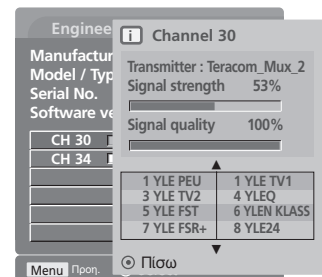 Enginee
Manufactur
Model / Typ
Serial No.
Software ve
CH 30
CH 34
i Channel 30
Transmitter : Teracom_Mux_2
Signal strength 53%
Signal quality 100%
1 YLE PEU 1 YLE TV1
3 YLE TV2 4 YLEQ
5 YLE FST 6 YLEN KLASS
7 YLE FSR+ 8 YLE24
Menu Προη.
Πίσω